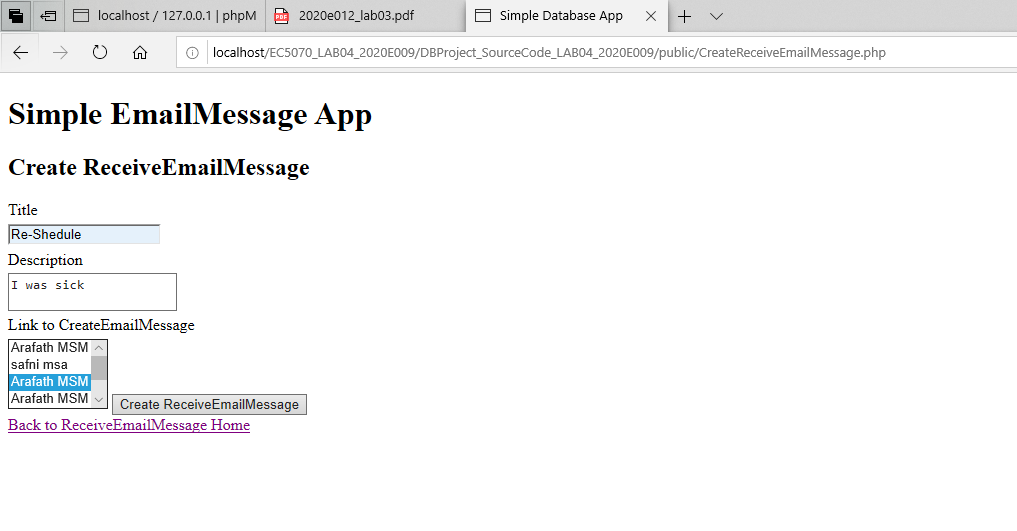 localhost / 127.0.0.1 | phpM
2020e012_lab03.pdf
Simple Database App
localhost/EC5070_LAB04_2020E009/DBProject_SourceCode_LAB04_2020E009/public/CreateReceiveEmailMessage.php
Simple EmailMessage App
Create ReceiveEmailMessage
Title
Re-Shedule
Description
I was sick
Link to CreateEmailMessage
Arafath MSM
safni msa
Arafath MSM
Arafath MSM
Create ReceiveEmailMessage
Back to ReceiveEmailMessage Home